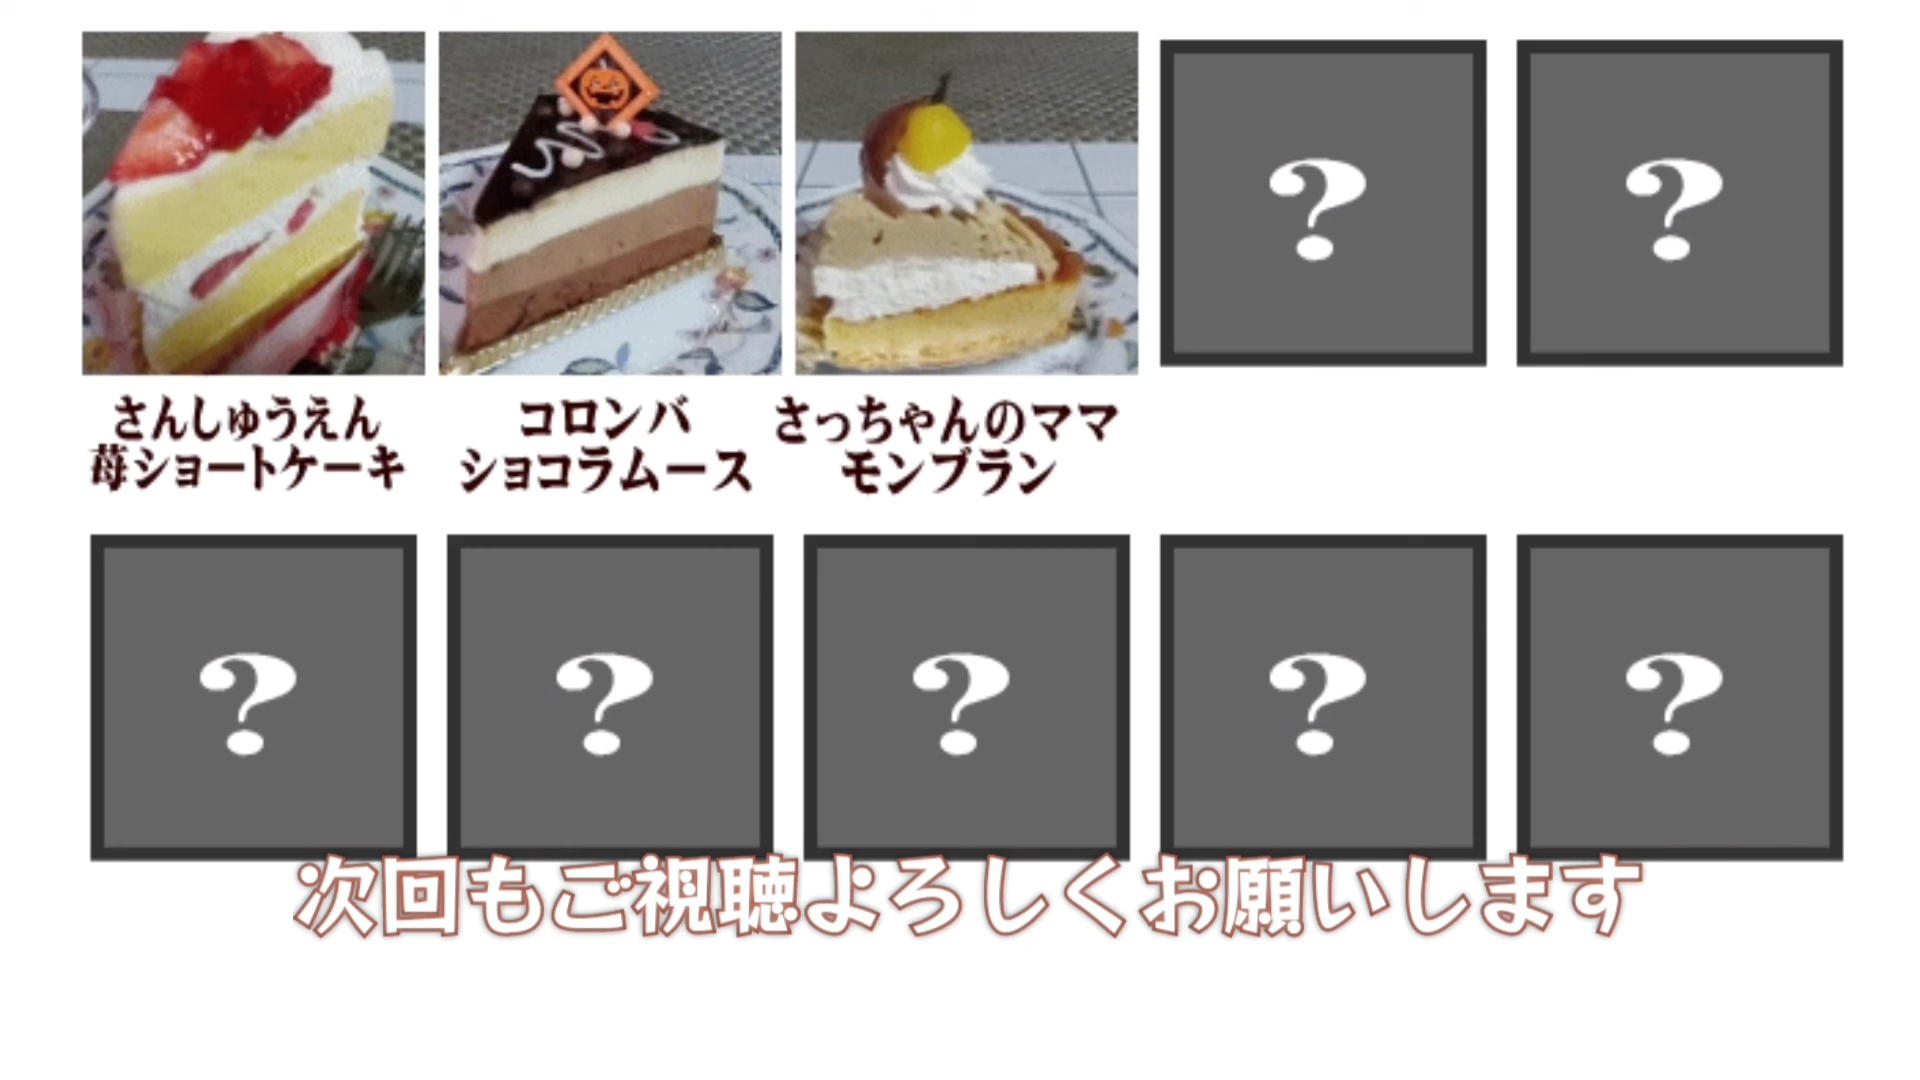 さんしゅうえん
苺ショートケーキ
コロンバ
ショコラムース
さっちゃんのママ
モンブラン
?
?
?
?
?
?
?
次回もご視聴よろしくお願いします